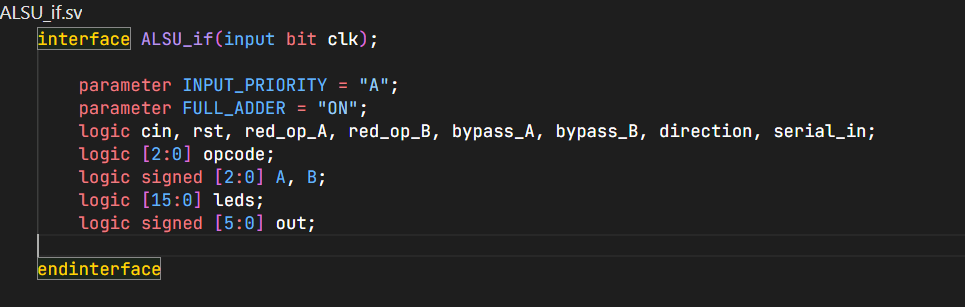 ALSU_if.sv
interface ALSU_if(input bit clk);
parameter INPUT_PRIORITY = "A";
parameter FULL_ADDER = "ON";
logic cin, rst, red_op_A, red_op_B, bypass_A, bypass_B, direction, serial_in;
logic [2:0] opcode;
logic signed [2:0] A, B;
logic [15:0] leds;
logic signed [5:0] out;
endinterface